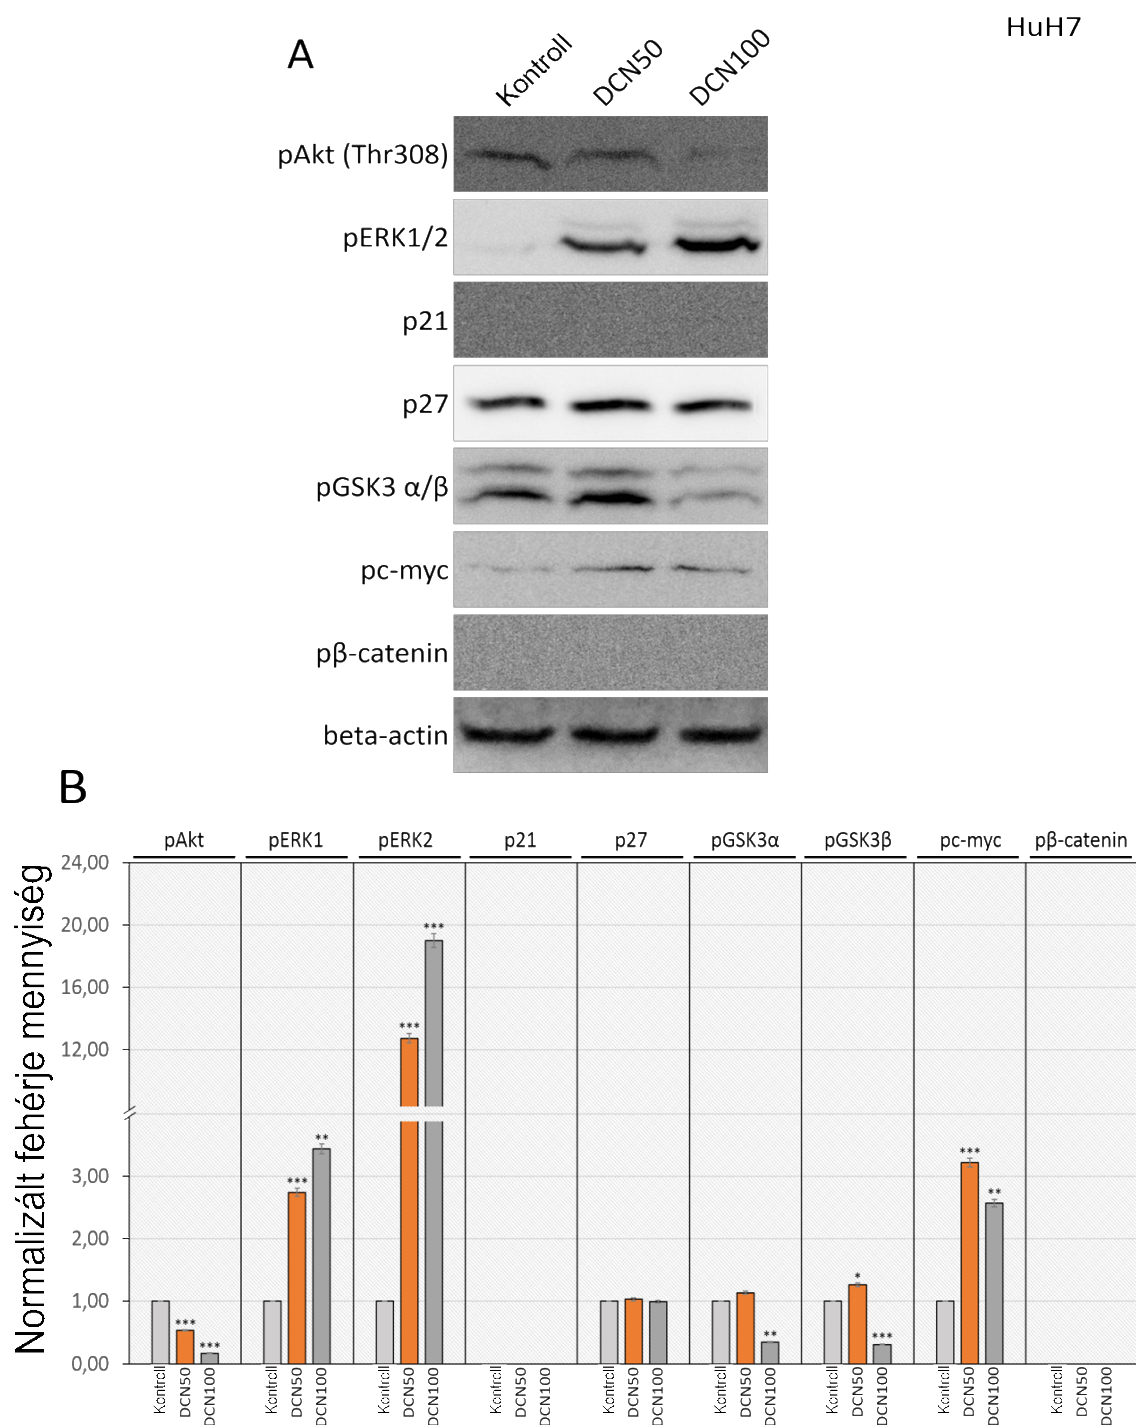 HuH7
A
Kontroll DCN50 DCN100
pAkt (Thr308)
pERK1/2
p21
p27
pGSK3 α/β
pc-myc
pβ-catenin
beta-actin
B
pAkt pERK1 pERK2 p21 p27 pGSK3α pGSK3β pc-myc pβ-catenin
Normalizált fehérje mennyiség
24,00
20,00
16,00
12,00
3,00
2,00
1,00
0,00
*** ***
*** **
*** ***
**
* ***
*** **
Kontroll DCN50 DCN100 Kontroll DCN50 DCN100 Kontroll DCN50 DCN100 Kontroll DCN50 DCN100 Kontroll DCN50 DCN100 Kontroll DCN50 DCN100 Kontroll DCN50 DCN100 Kontroll DCN50 DCN100 Kontroll DCN50 DCN100